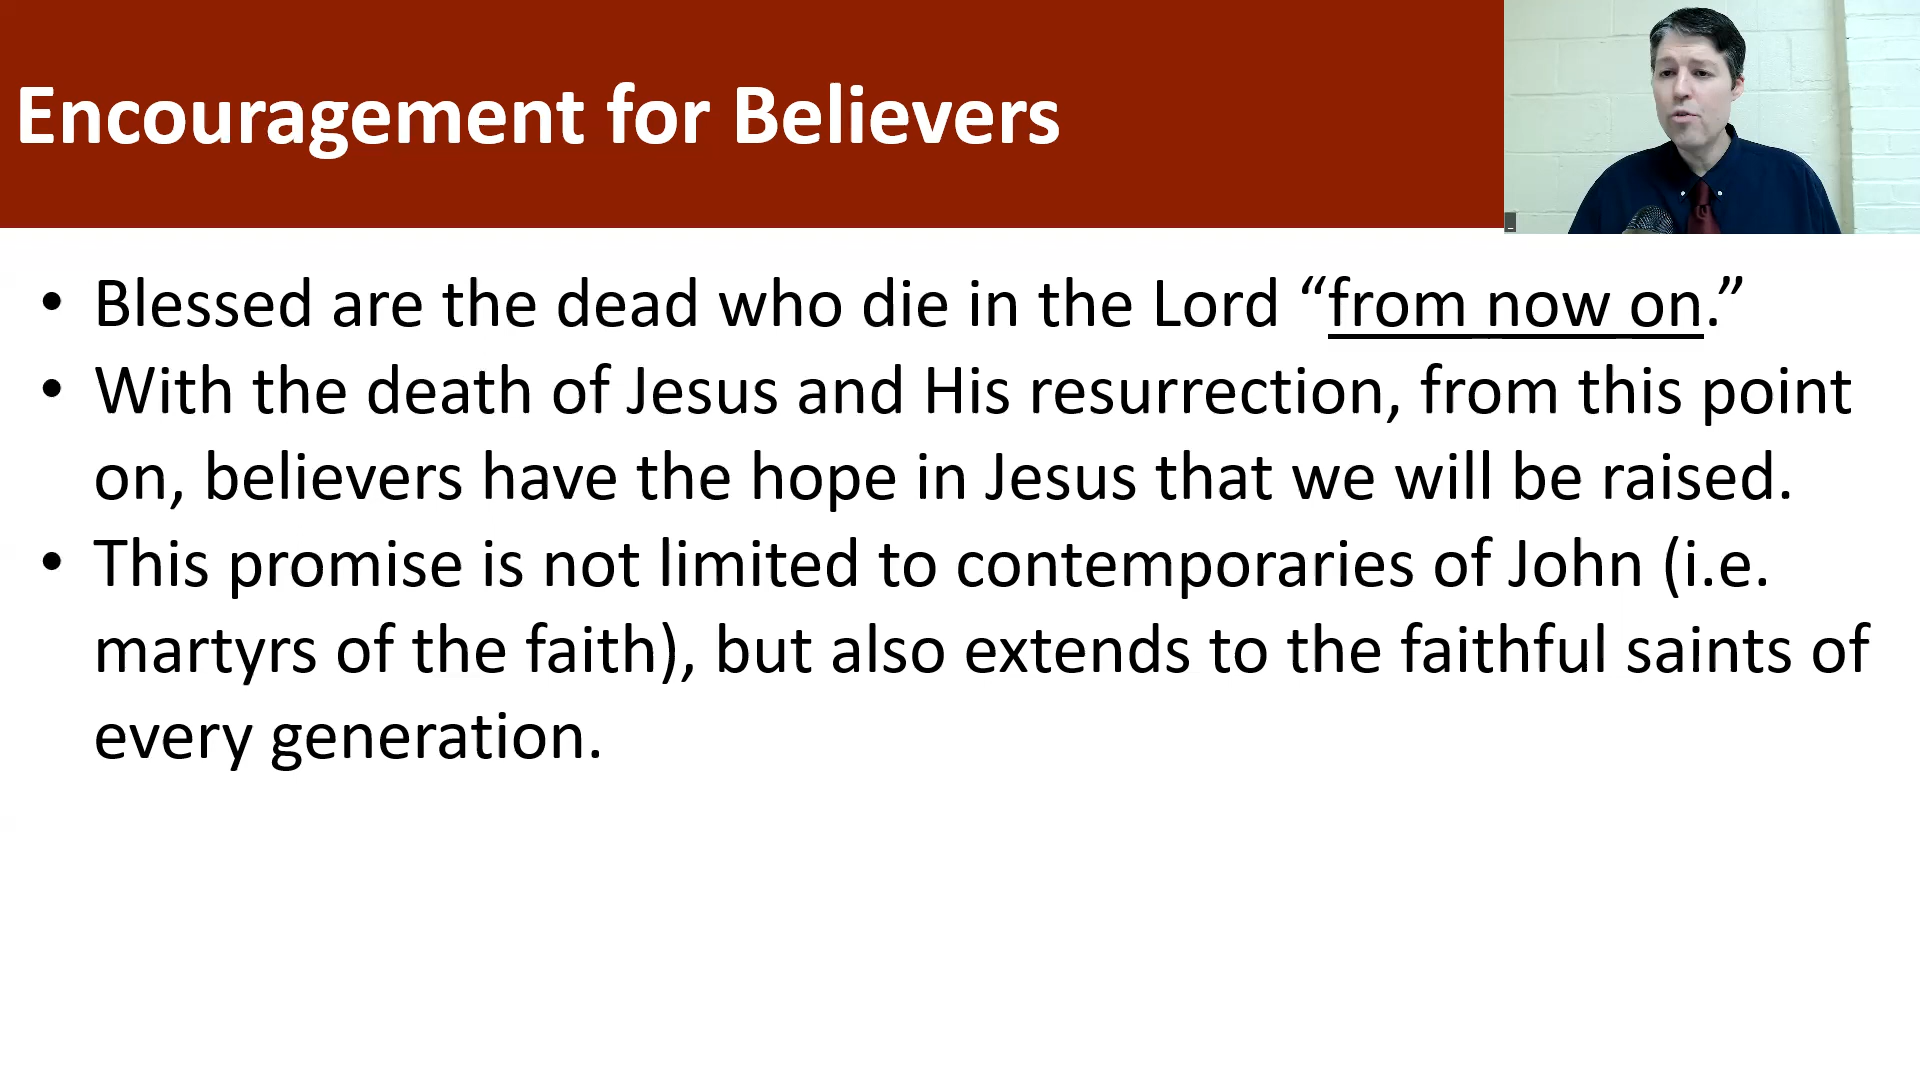 Encouragement for Believers
• Blessed are the dead who die in the Lord “from now on.”
• With the death of Jesus and His resurrection, from this point
on, believers have the hope in Jesus that we will be raised.
• This promise is not limited to contemporaries of John (i.e.
martyrs of the faith), but also extends to the faithful saints of
every generation.